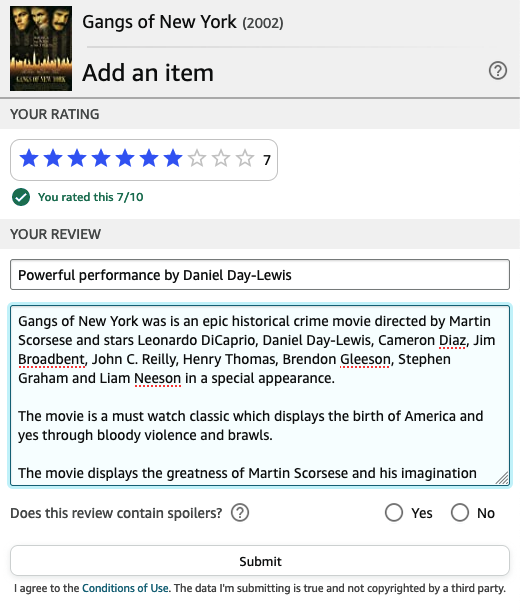 Gangs of New York (2002)
Add an item
?
YOUR RATING
7
You rated this 7/10
YOUR REVIEW
Powerful performance by Daniel Day-Lewis
Gangs of New York was is an epic historical crime movie directed by Martin
Scorsese and stars Leonardo DiCaprio, Daniel Day-Lewis, Cameron Diaz, Jim
Broadbent, John C. Reilly, Henry Thomas, Brendon Gleeson, Stephen
Graham and Liam Neeson in a special appearance.
The movie is a must watch classic which displays the birth of America and
yes through bloody violence and brawls.
The movie displays the greatness of Martin Scorsese and his imagination
Does this review contain spoilers? ? Yes No
Submit
I agree to the Conditions of Use. The data I'm submitting is true and not copyrighted by a third party.